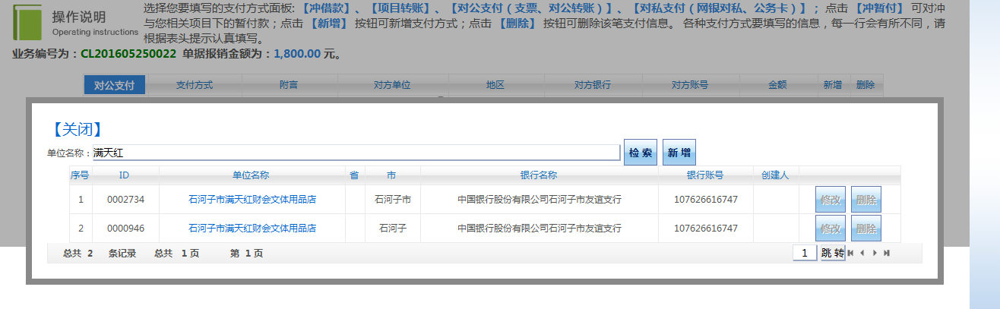 操作说明
Operating instructions
选择您要填写的支付方式面板:【冲借款】、【项目转账】、【对公支付（支票、对公转账）】、【对私支付（网银对私、公务卡）】； 点击 【冲暂付】 可对冲
与您相关项目下的暂付款；点击 【新增】 按钮可新增支付方式；点击 【删除】 按钮可删除该笔支付信息。 各种支付方式要填写的信息，每一行会有所不同，请
根据表头提示认真填写。
业务编号为：CL201605250022 单据报销金额为：1,800.00 元。
对公支付 支付方式 附言 对方单位 地区 对方银行 对方账号 金额 新增 删除
【关闭】
单位名称：满天红 检 索 新 增
序号 ID 单位名称 省 市 银行名称 银行账号 创建人
1 0002734 石河子市满天红财会文体用品店 石河子市 中国银行股份有限公司石河子市友谊支行 107626616747 修改 删除
2 0000946 石河子市满天红财会文体用品店 石河子 中国银行股份有限公司石河子市友谊支行 107626616747 修改 删除
总共 2 条记录 总共 1 页 第 1 页 1 跳 转